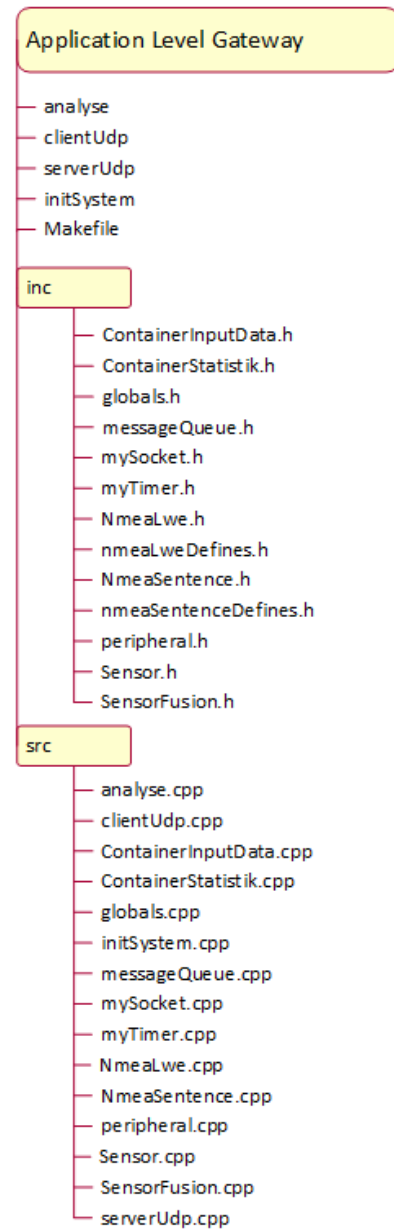 Application Level Gateway
analyse
clientUdp
serverUdp
initSystem
Makefile
inc
ContainerInputData.h
ContainerStatistik.h
globals.h
messageQueue.h
mySocket.h
myTimer.h
NmeaLwe.h
nmeaLweDefines.h
NmeaSentence.h
nmeaSentenceDefines.h
peripheral.h
Sensor.h
SensorFusion.h
src
analyse.cpp
clientUdp.cpp
ContainerInputData.cpp
ContainerStatistik.cpp
globals.cpp
initSystem.cpp
messageQueue.cpp
mySocket.cpp
myTimer.cpp
NmeaLwe.cpp
NmeaSentence.cpp
peripheral.cpp
Sensor.cpp
SensorFusion.cpp
serverUdp.cpp